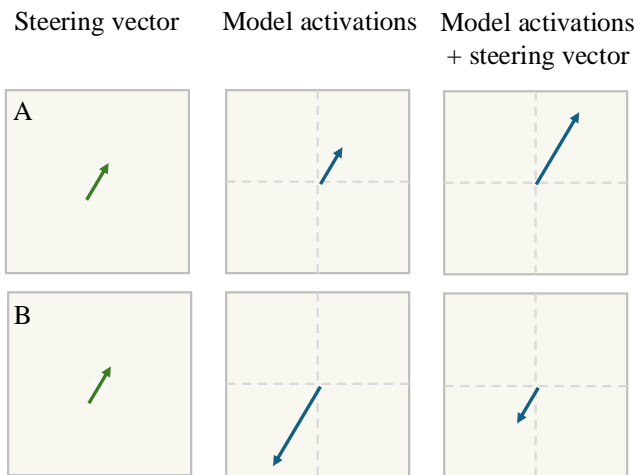 Steering vector
Model activations
Model activations
+ steering vector
A
B